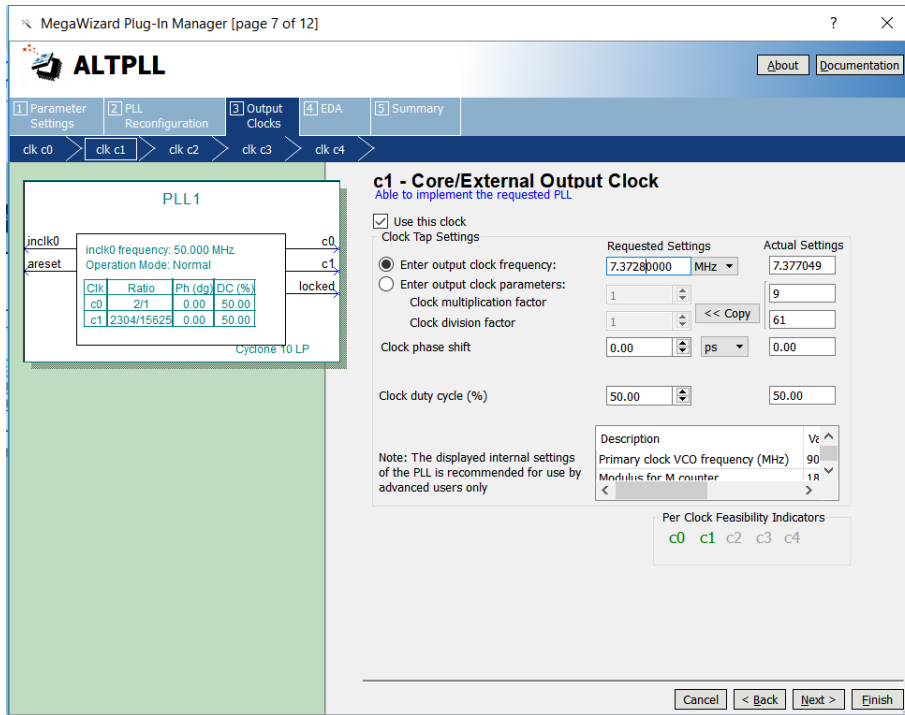 MegaWizard Plug-In Manager [page 7 of 12]
?
ALTPLL
About
Documentation
1 Parameter Settings
2 PLL Reconfiguration
3 Output Clocks
4 EDA
5 Summary
clk c0
clk c1
clk c2
clk c3
clk c4
PLL1
inclk0
areset
c0
c1
locked
inclk0 frequency: 50.000 MHz
Operation Mode: Normal
Clk Ratio Ph (dg) DC (%)
c0 2/1 0.00 50.00
c1 2304/15625 0.00 50.00
Cyclone 10 LP
c1 - Core/External Output Clock
Able to implement the requested PLL
Use this clock
Clock Tap Settings
Requested Settings
Actual Settings
Enter output clock frequency:
7.37280000
MHz
7.377049
Enter output clock parameters:
Clock multiplication factor
1
9
<< Copy
Clock division factor
1
61
Clock phase shift
0.00
ps
0.00
Clock duty cycle (%)
50.00
50.00
Note: The displayed internal settings
of the PLL is recommended for use by
advanced users only
Description
Primary clock VCO frequency (MHz) 90
Modulus for M counter 18
Per Clock Feasibility Indicators
c0 c1 c2 c3 c4
Cancel
< Back
Next >
Finish